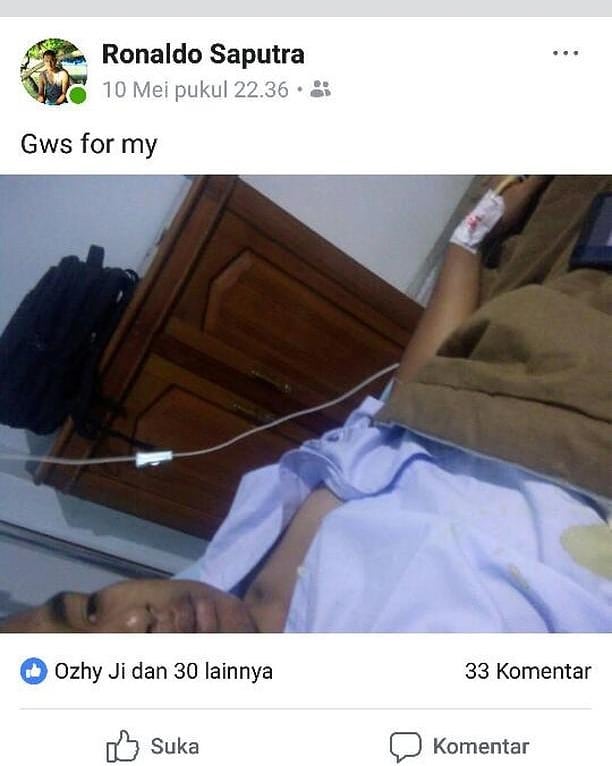 Ronaldo Saputra
10 Mei pukul 22.36 •
Gws for my
Ozhy Ji dan 30 lainnya
33 Komentar
Suka
Komentar